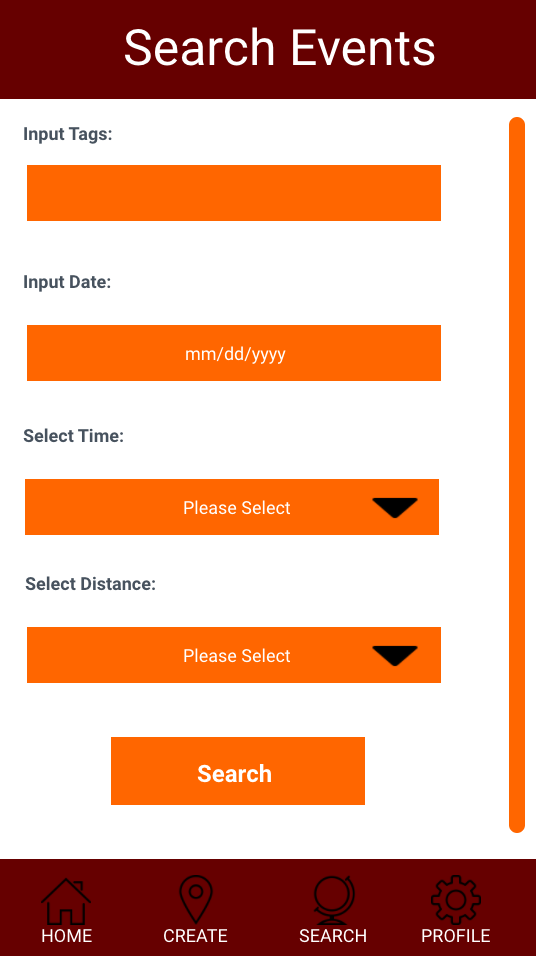 Search Events
Input Tags:
Input Date:
mm/dd/yyyy
Select Time:
Please Select
Select Distance:
Please Select
Search
HOME CREATE SEARCH PROFILE